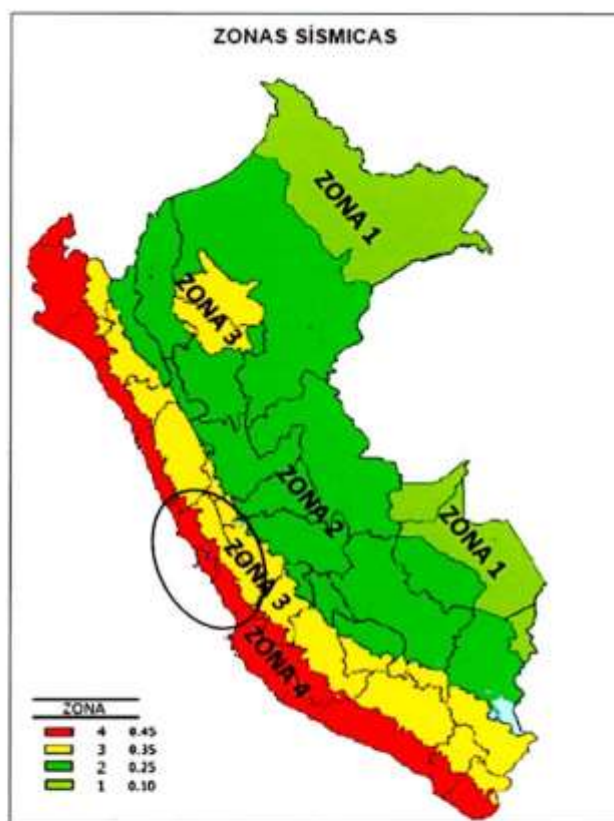 ZONAS SÍSMICAS
ZONA 1
ZONA 3
ZONA 2
ZONA 1
ZONA 3
ZONA 4
ZONA
4 0.45
3 0.35
2 0.25
1 0.10